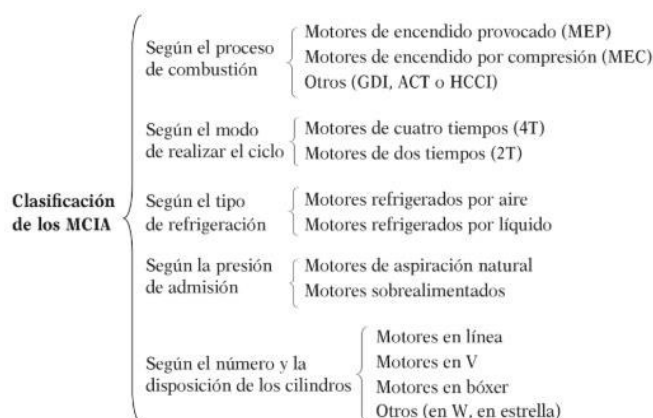 Clasificación
de los MCIA
Según el proceso
de combustión
Motores de encendido provocado (MEP)
Motores de encendido por compresión (MEC)
Otros (GDI, ACT o HCCI)
Según el modo
de realizar el ciclo
Motores de cuatro tiempos (4T)
Motores de dos tiempos (2T)
Según el tipo
de refrigeración
Motores refrigerados por aire
Motores refrigerados por líquido
Según la presión
de admisión
Motores de aspiración natural
Motores sobrealimentados
Según el número y la
disposición de los cilindros
Motores en línea
Motores en V
Motores en bóxer
Otros (en W, en estrella)